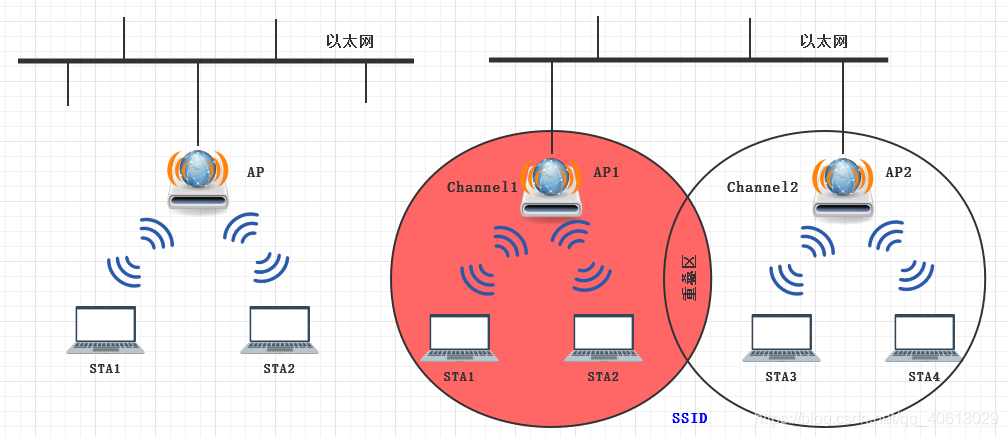 以太网
AP
STA1
STA2
以太网
Channel1
AP1
Channel2
AP2
重叠区
STA1
STA2
STA3
STA4
SSID
https://blog.csdn.net/qq_40613029